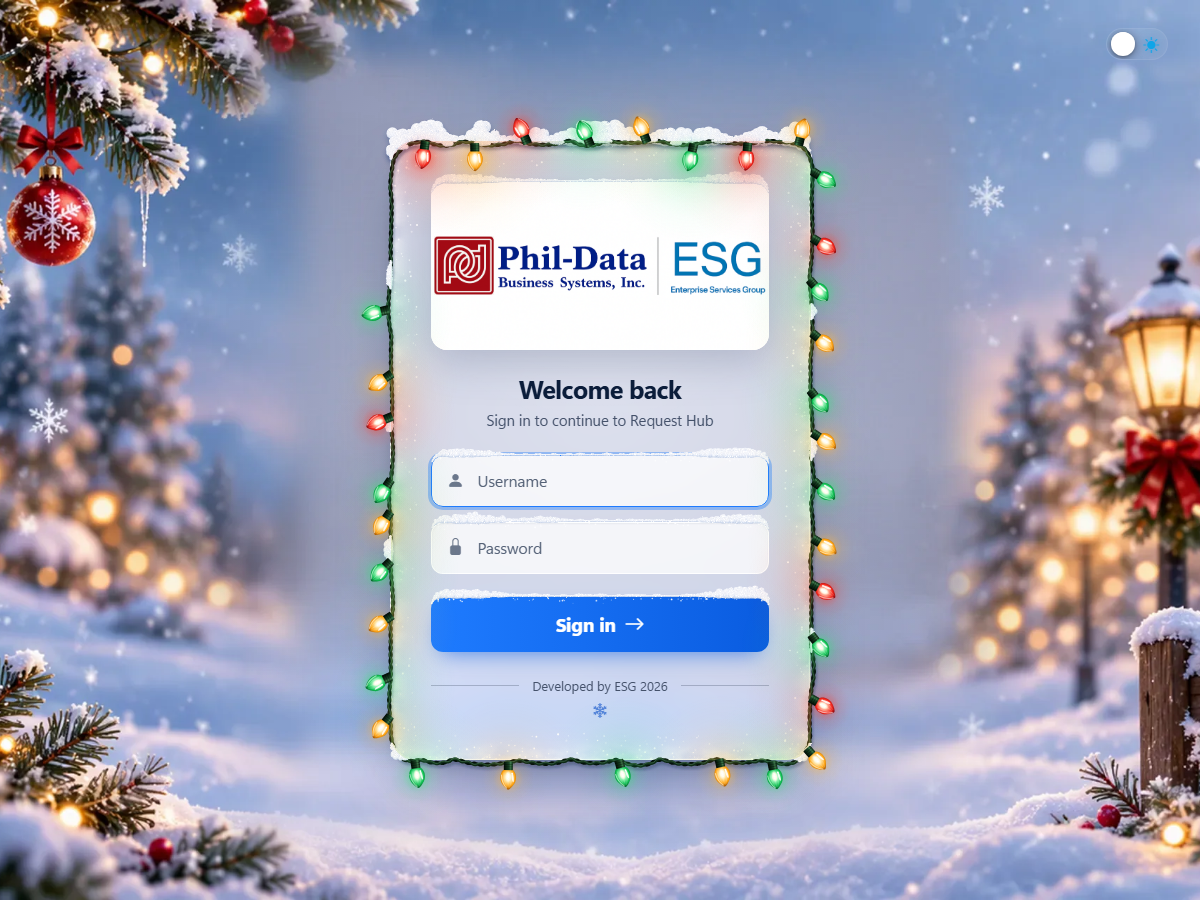 Phil-Data
Business Systems, Inc.
ESG
Enterprise Services Group
Welcome back
Sign in to continue to Request Hub
Username
Password
Sign in →
Developed by ESG 2026